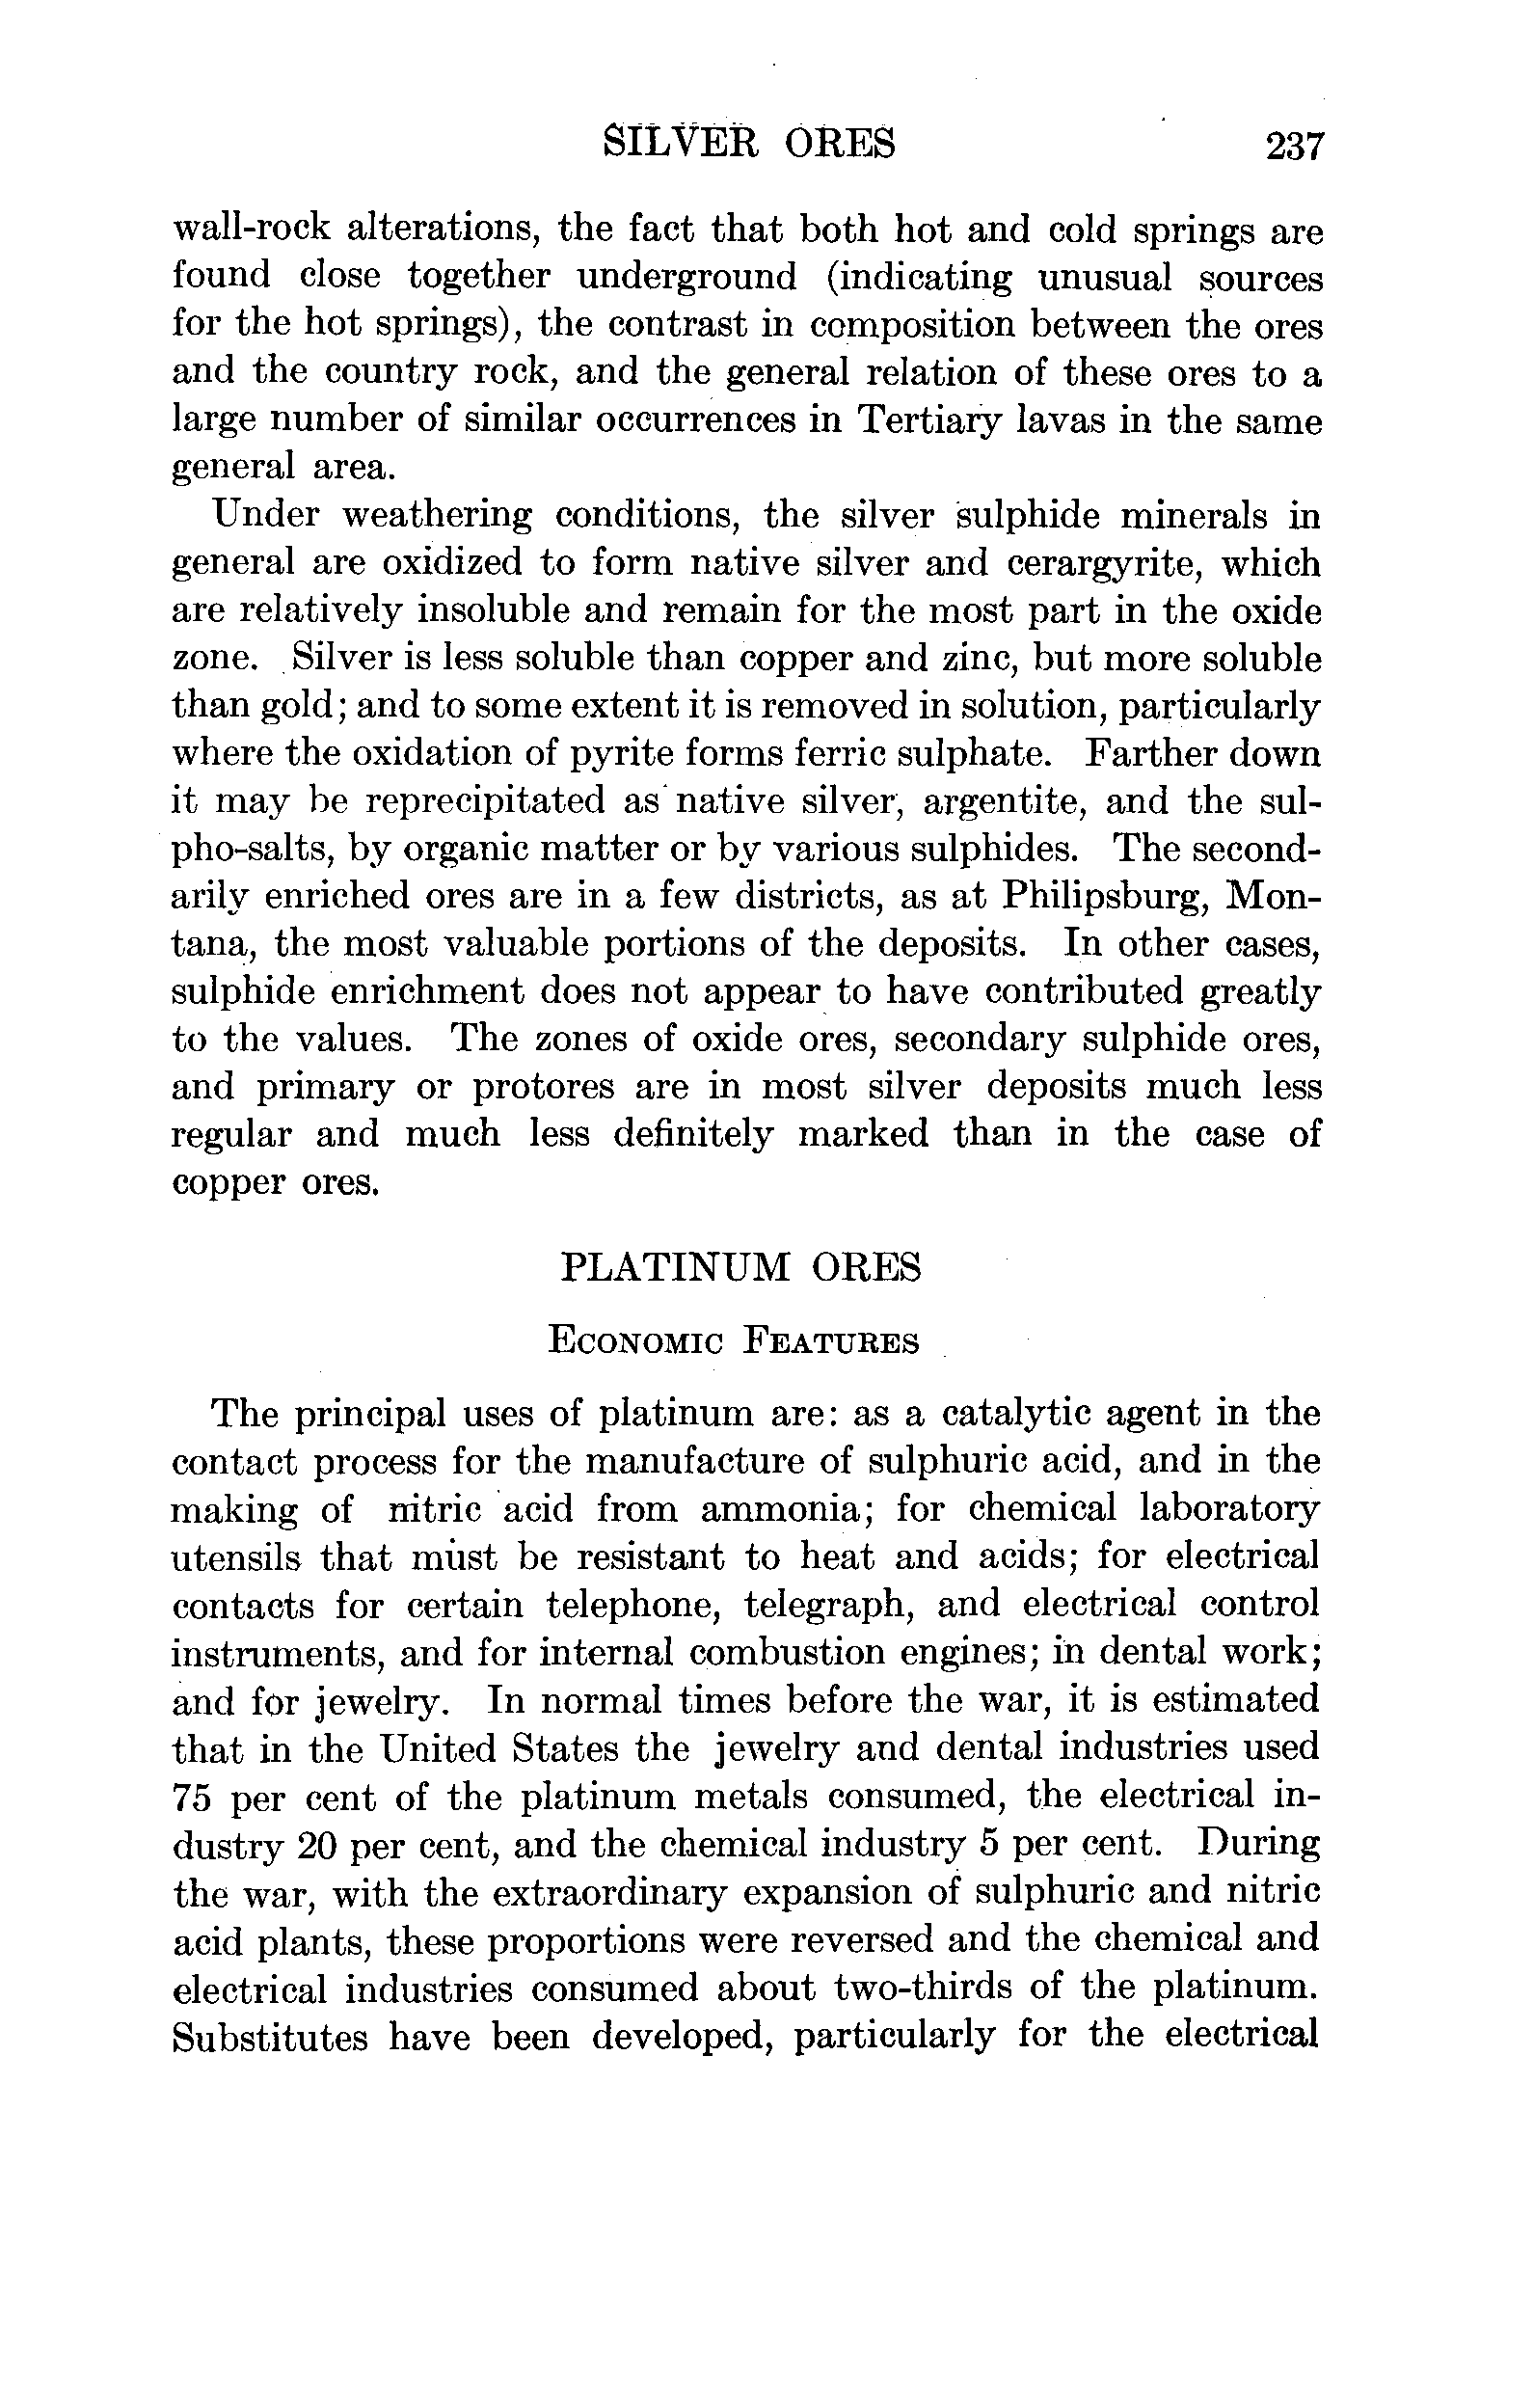 SILVER ORES 237
wall-rock alterations, the fact that both hot and cold springs are
found close together underground (indicating unusual sources
for the hot springs), the contrast in composition between the ores
and the country rock, and the general relation of these ores to a
large number of similar occurrences in Tertiary lavas in the same
general area.
Under weathering conditions, the silver sulphide minerals in
general are oxidized to form native silver and cerargyrite, which
are relatively insoluble and remain for the most part in the oxide
zone. Silver is less soluble than copper and zinc, but more soluble
than gold; and to some extent it is removed in solution, particularly
where the oxidation of pyrite forms ferric sulphate. Farther down
it may be reprecipitated as native silver, argentite, and the sul-
pho-salts, by organic matter or by various sulphides. The second-
arily enriched ores are in a few districts, as at Philipsburg, Mon-
tana, the most valuable portions of the deposits. In other cases,
sulphide enrichment does not appear to have contributed greatly
to the values. The zones of oxide ores, secondary sulphide ores,
and primary or protores are in most silver deposits much less
regular and much less definitely marked than in the case of
copper ores.
PLATINUM ORES
ECONOMIC FEATURES
The principal uses of platinum are: as a catalytic agent in the
contact process for the manufacture of sulphuric acid, and in the
making of nitric acid from ammonia; for chemical laboratory
utensils that must be resistant to heat and acids; for electrical
contacts for certain telephone, telegraph, and electrical control
instruments, and for internal combustion engines; in dental work;
and for jewelry. In normal times before the war, it is estimated
that in the United States the jewelry and dental industries used
75 per cent of the platinum metals consumed, the electrical in-
dustry 20 per cent, and the chemical industry 5 per cent. During
the war, with the extraordinary expansion of sulphuric and nitric
acid plants, these proportions were reversed and the chemical and
electrical industries consumed about two-thirds of the platinum.
Substitutes have been developed, particularly for the electrical